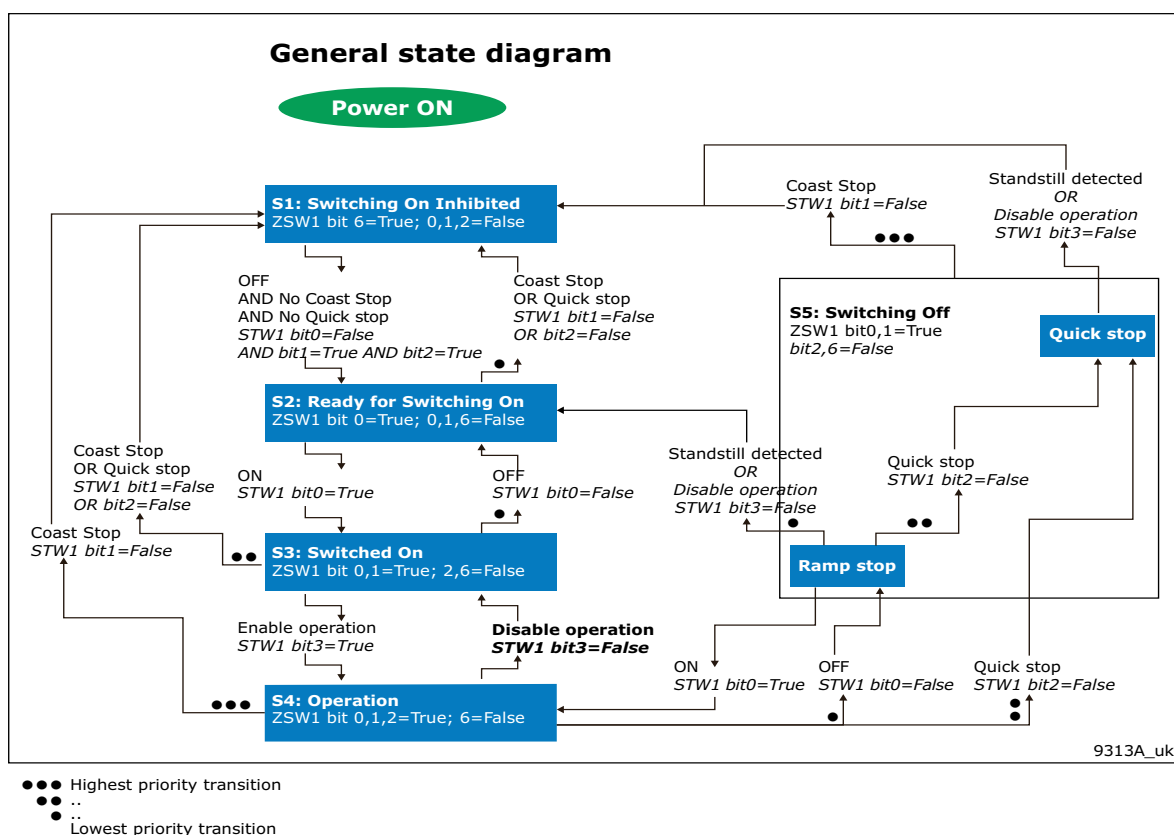 General state diagram
Power ON
S1: Switching On Inhibited
ZSW1 bit 6=True; 0,1,2=False
OFF
AND No Coast Stop
AND No Quick stop
STW1 bit0=False
AND bit1=True AND bit2=True
Coast Stop
OR Quick stop
STW1 bit1=False
OR bit2=False
S2: Ready for Switching On
ZSW1 bit 0=True; 0,1,6=False
ON
STW1 bit0=True
OFF
STW1 bit0=False
S3: Switched On
ZSW1 bit 0,1=True; 2,6=False
Enable operation
STW1 bit3=True
Disable operation
STW1 bit3=False
S4: Operation
ZSW1 bit 0,1,2=True; 6=False
Coast Stop
OR Quick stop
STW1 bit1=False
OR bit2=False
Coast Stop
STW1 bit1=False
Coast Stop
STW1 bit1=False
Standstill detected
OR
Disable operation
STW1 bit3=False
S5: Switching Off
ZSW1 bit0,1=True
bit2,6=False
Quick stop
Standstill detected
OR
Disable operation
STW1 bit3=False
Quick stop
STW1 bit2=False
Ramp stop
ON
STW1 bit0=True
OFF
STW1 bit0=False
Quick stop
STW1 bit2=False
9313A_uk
●●● Highest priority transition
●● ..
● ..
Lowest priority transition